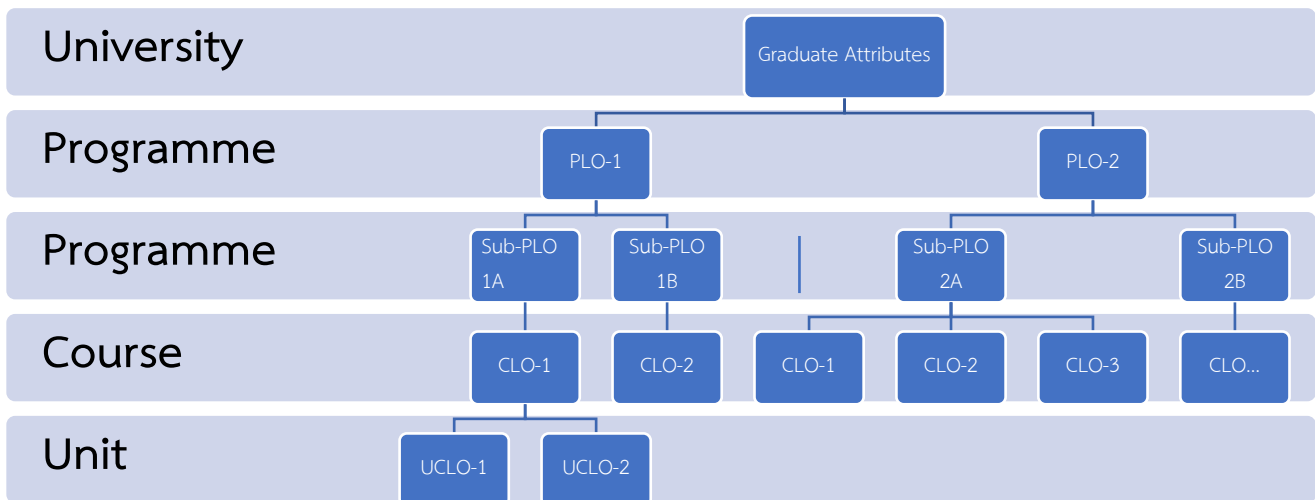 University
Graduate Attributes
Programme
PLO-1
PLO-2
Programme
Sub-PLO
1A
Sub-PLO
1B
Sub-PLO
2A
Sub-PLO
2B
Course
CLO-1
CLO-2
CLO-1
CLO-2
CLO-3
CLO...
Unit
UCLO-1
UCLO-2